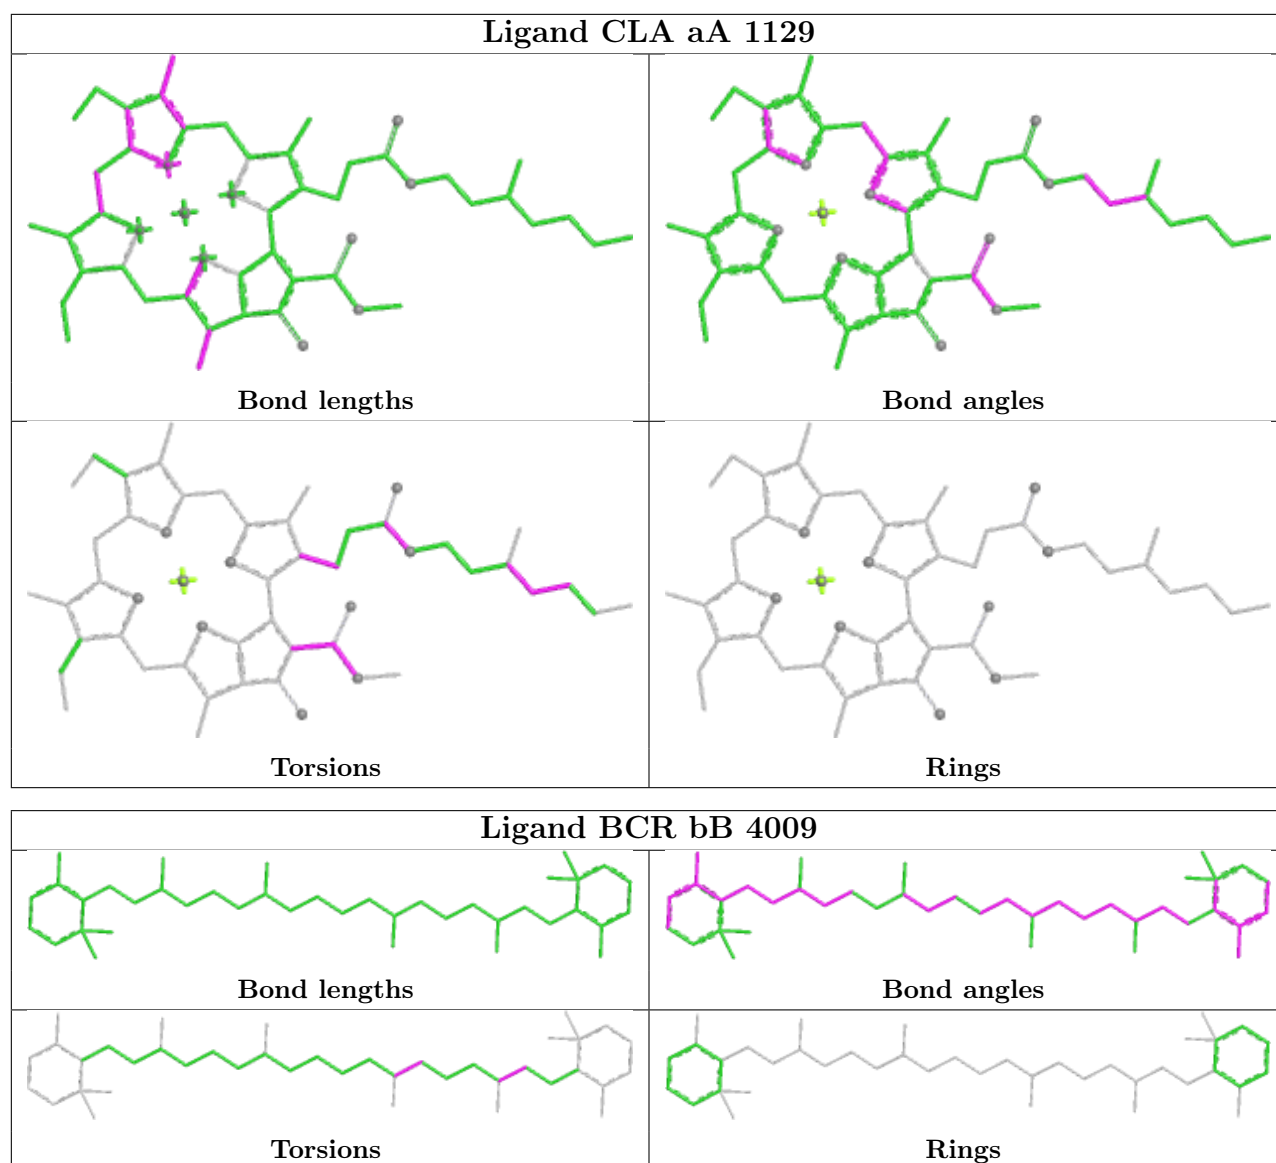 Ligand CLA aA 1129
Bond lengths
Bond angles
Torsions
Rings
Ligand BCR bB 4009
Bond lengths
Bond angles
Torsions
Rings